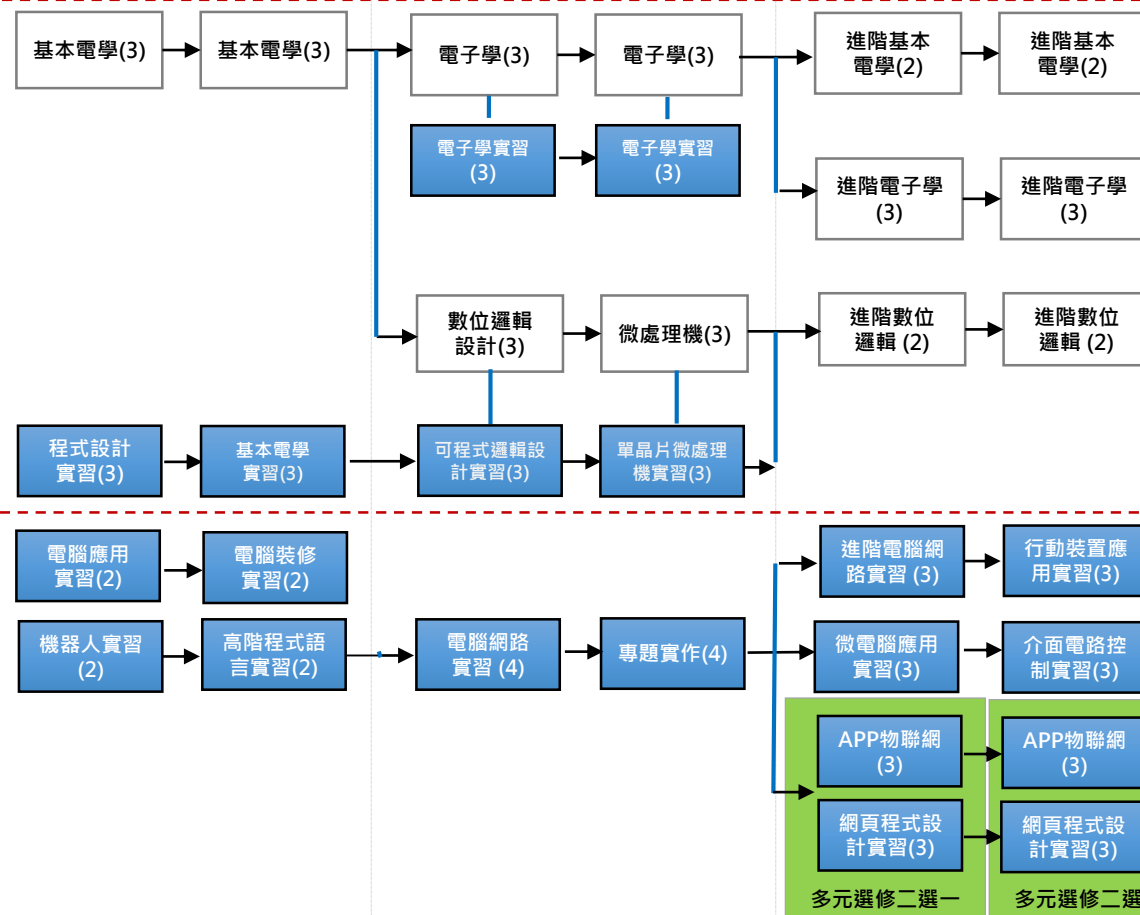 基本電學(3)
基本電學(3)
電子學(3)
電子學(3)
進階基本
電學(2)
進階基本
電學(2)
電子學實習
(3)
電子學實習
(3)
進階電子學
(3)
進階電子學
(3)
數位邏輯
設計(3)
微處理機(3)
進階數位
邏輯 (2)
進階數位
邏輯 (2)
程式設計
實習(3)
基本電學
實習(3)
可程式邏輯設
計實習(3)
單晶片微處理
機實習(3)
電腦應用
實習(2)
電腦裝修
實習(2)
進階電腦網
路實習 (3)
行動裝置應
用實習(3)
機器人實習
(2)
高階程式語
言實習(2)
電腦網路
實習 (4)
專題實作(4)
微電腦應用
實習(3)
介面電路控
制實習(3)
APP物聯網
(3)
APP物聯網
(3)
網頁程式設
計實習(3)
網頁程式設
計實習(3)
多元選修二選一
多元選修二選